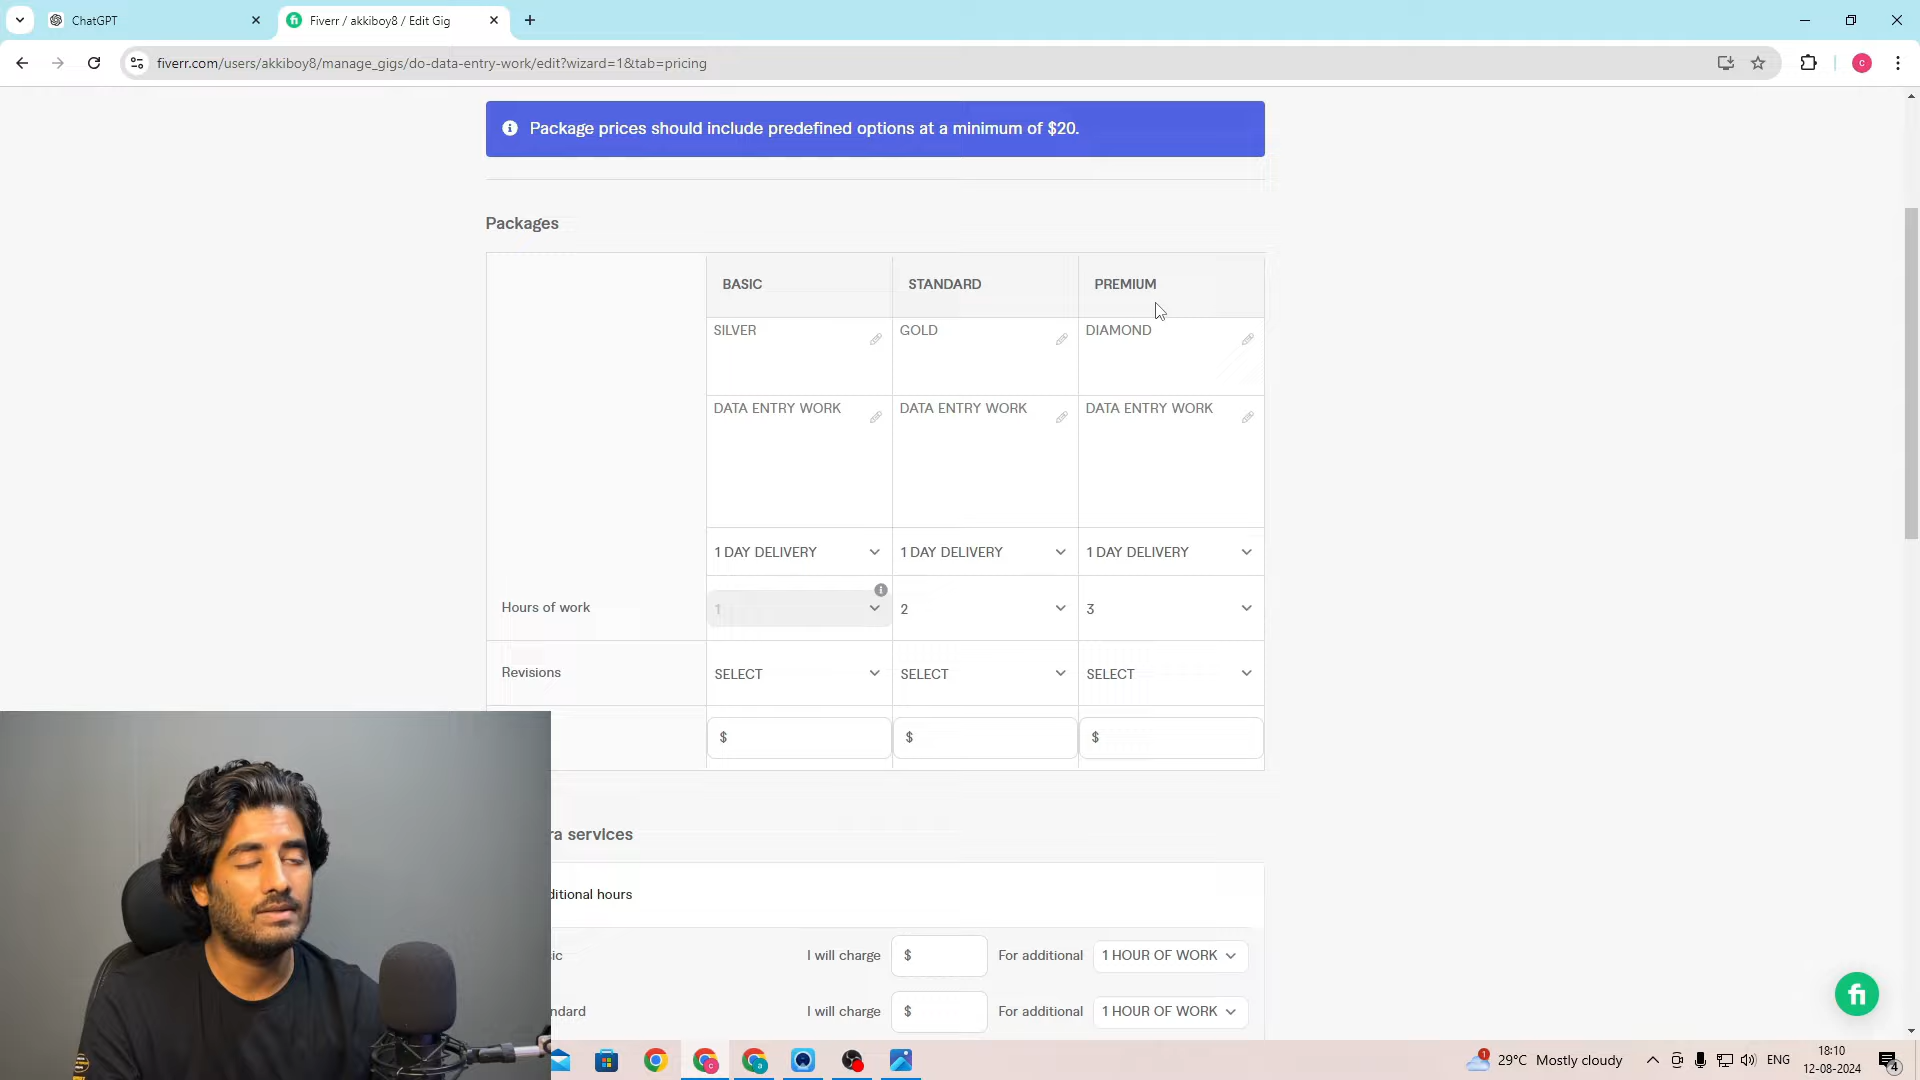 ChatGPT
Fiverr / akkiboy8 / Edit Gig
fiverr.com/users/akkiboy8/manage_gigs/do-data-entry-work/edit?wizard=1&tab=pricing
c
Package prices should include predefined options at a minimum of $20.
Packages
BASIC STANDARD PREMIUM
SILVER GOLD DIAMOND
DATA ENTRY WORK DATA ENTRY WORK DATA ENTRY WORK
1 DAY DELIVERY 1 DAY DELIVERY 1 DAY DELIVERY
Hours of work 1 2 3
Revisions SELECT SELECT SELECT
$ $ $
ra services
ditional hours
ic I will charge $ For additional 1 HOUR OF WORK
ndard I will charge $ For additional 1 HOUR OF WORK
fi
1 29°C Mostly cloudy ENG 18:10
12-08-2024 4